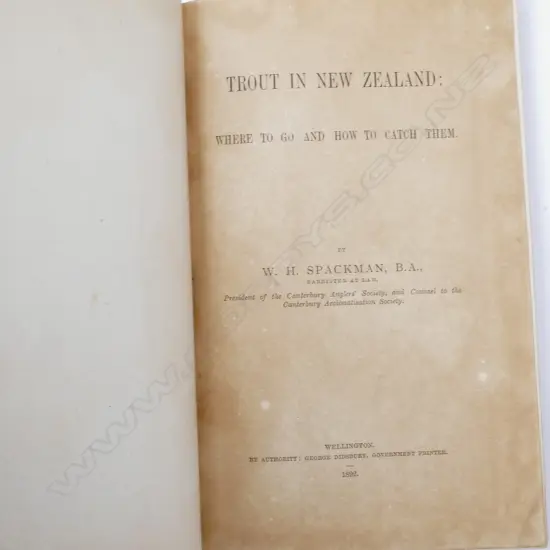 TROUT IN NEW ZEALAND:
WHERE TO GO AND HOW TO CATCH THEM.
BY
W. H. SPACKMAN, B.A.,
BARRISTER AT LAW,
President of the Canterbury Anglers' Society, and Counsel to the
Canterbury Acclimatisation Society.
WELLINGTON.
BY AUTHORITY: GEORGE DIDSBURY, GOVERNMENT PRINTER.